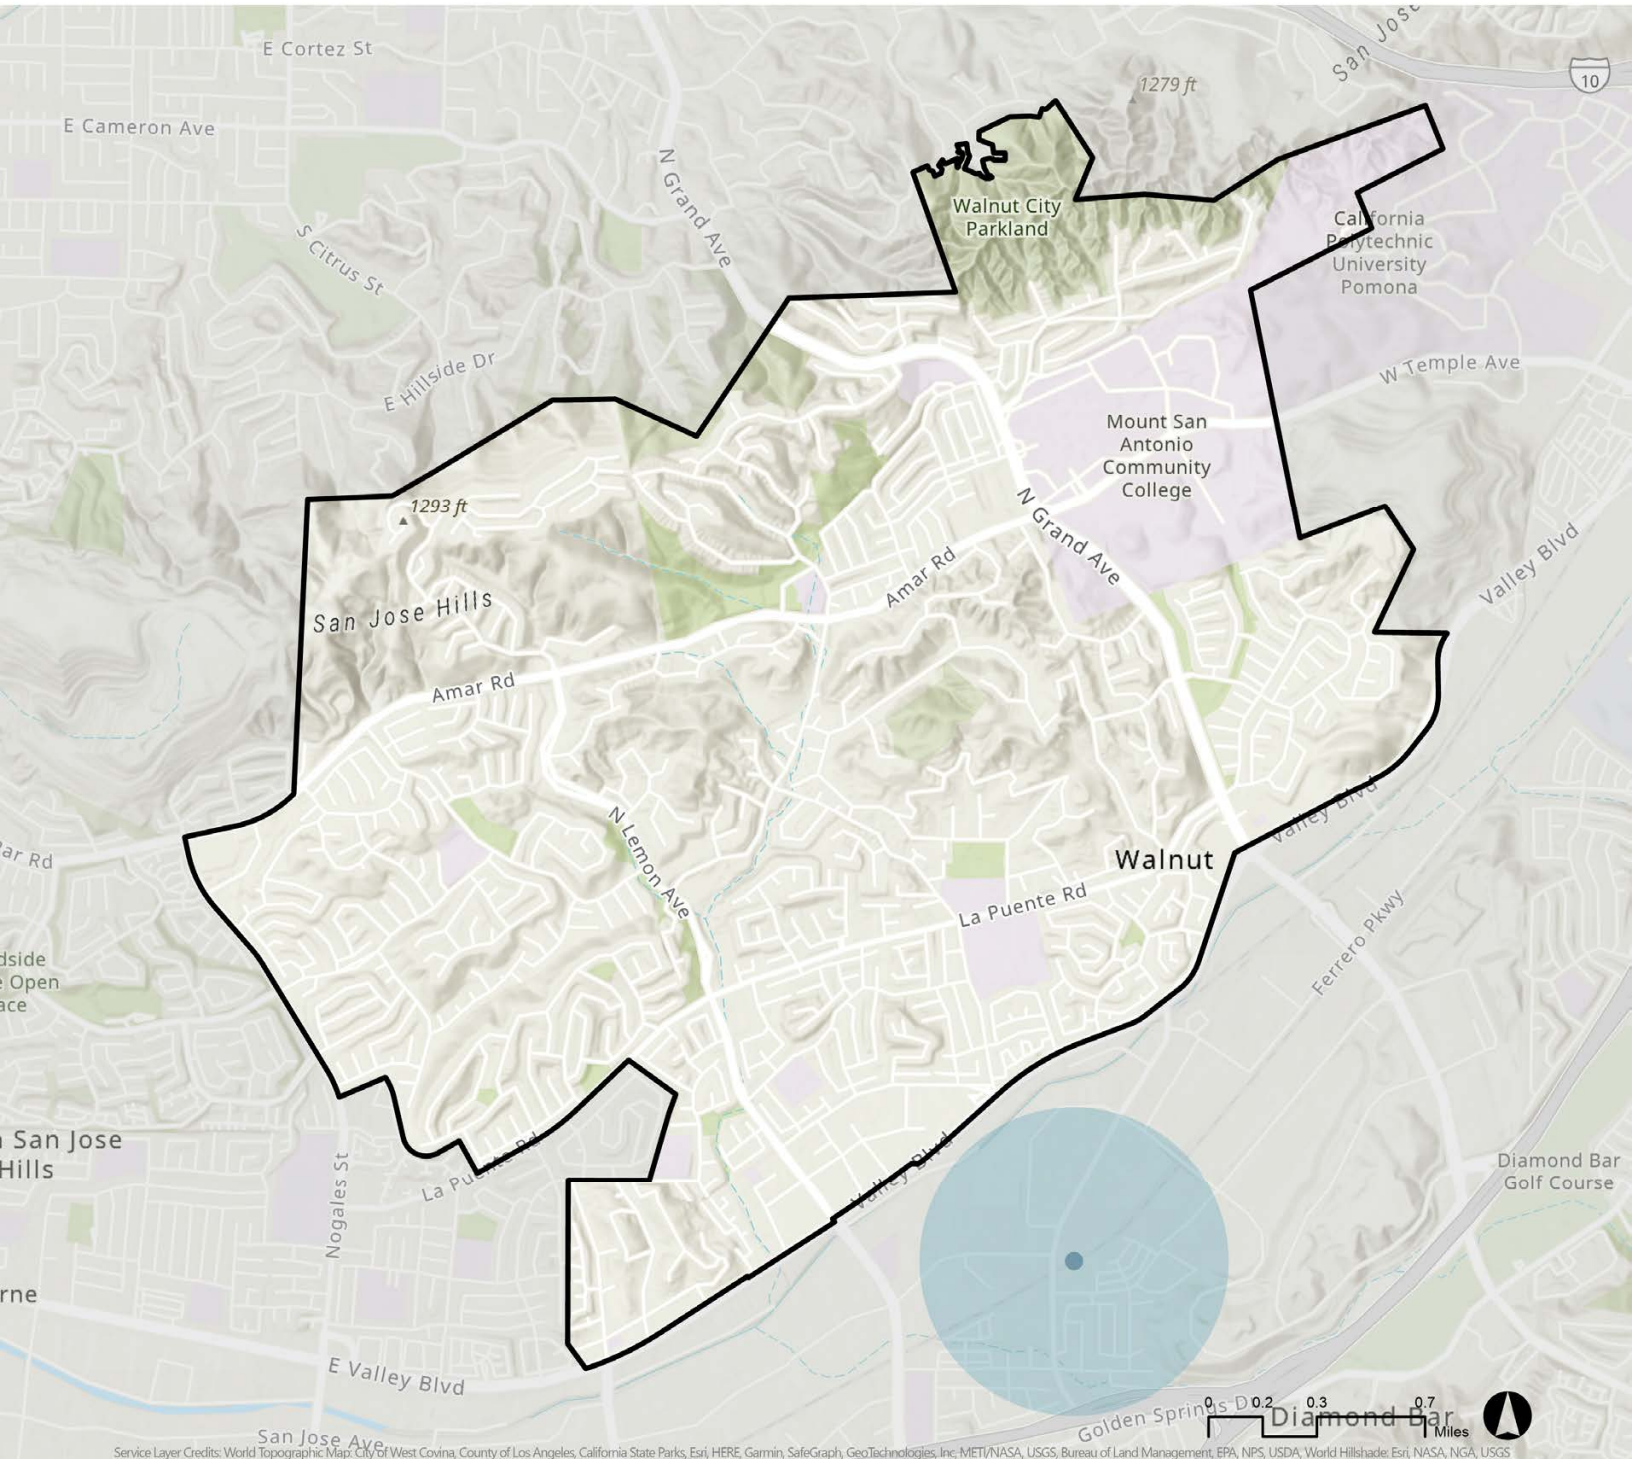 E Cortez St
San Jose
1279 ft
10
E Cameron Ave
N Grand Ave
Walnut City
Parkland
California
Polytechnic
University
Pomona
S Citrus St
E Hillside Dr
W Temple Ave
Mount San
Antonio
Community
College
1293 ft
N Grand Ave
Valley Blvd
Amar Rd
San Jose Hills
Amar Rd
N Lemon Ave
Valley Blvd
ar Rd
Walnut
La Puente Rd
Ferrero Pkwy
dside
e Open
ace
San Jose
Hills
La Puente Rd
Nogales St
Valley Blvd
Diamond Bar
Golf Course
rne
E Valley Blvd
0 0.2 0.3 0.7
Miles
Golden Springs D
Diamond Bar
San Jose Ave
Service Layer Credits: World Topographic Map: City of West Covina, County of Los Angeles, California State Parks, Esri, HERE, Garmin, SafeGraph, GeoTechnologies, Inc, METI/NASA, USGS, Bureau of Land Management, EPA, NPS, USDA, World Hillshade: Esri, NASA, NGA, USGS